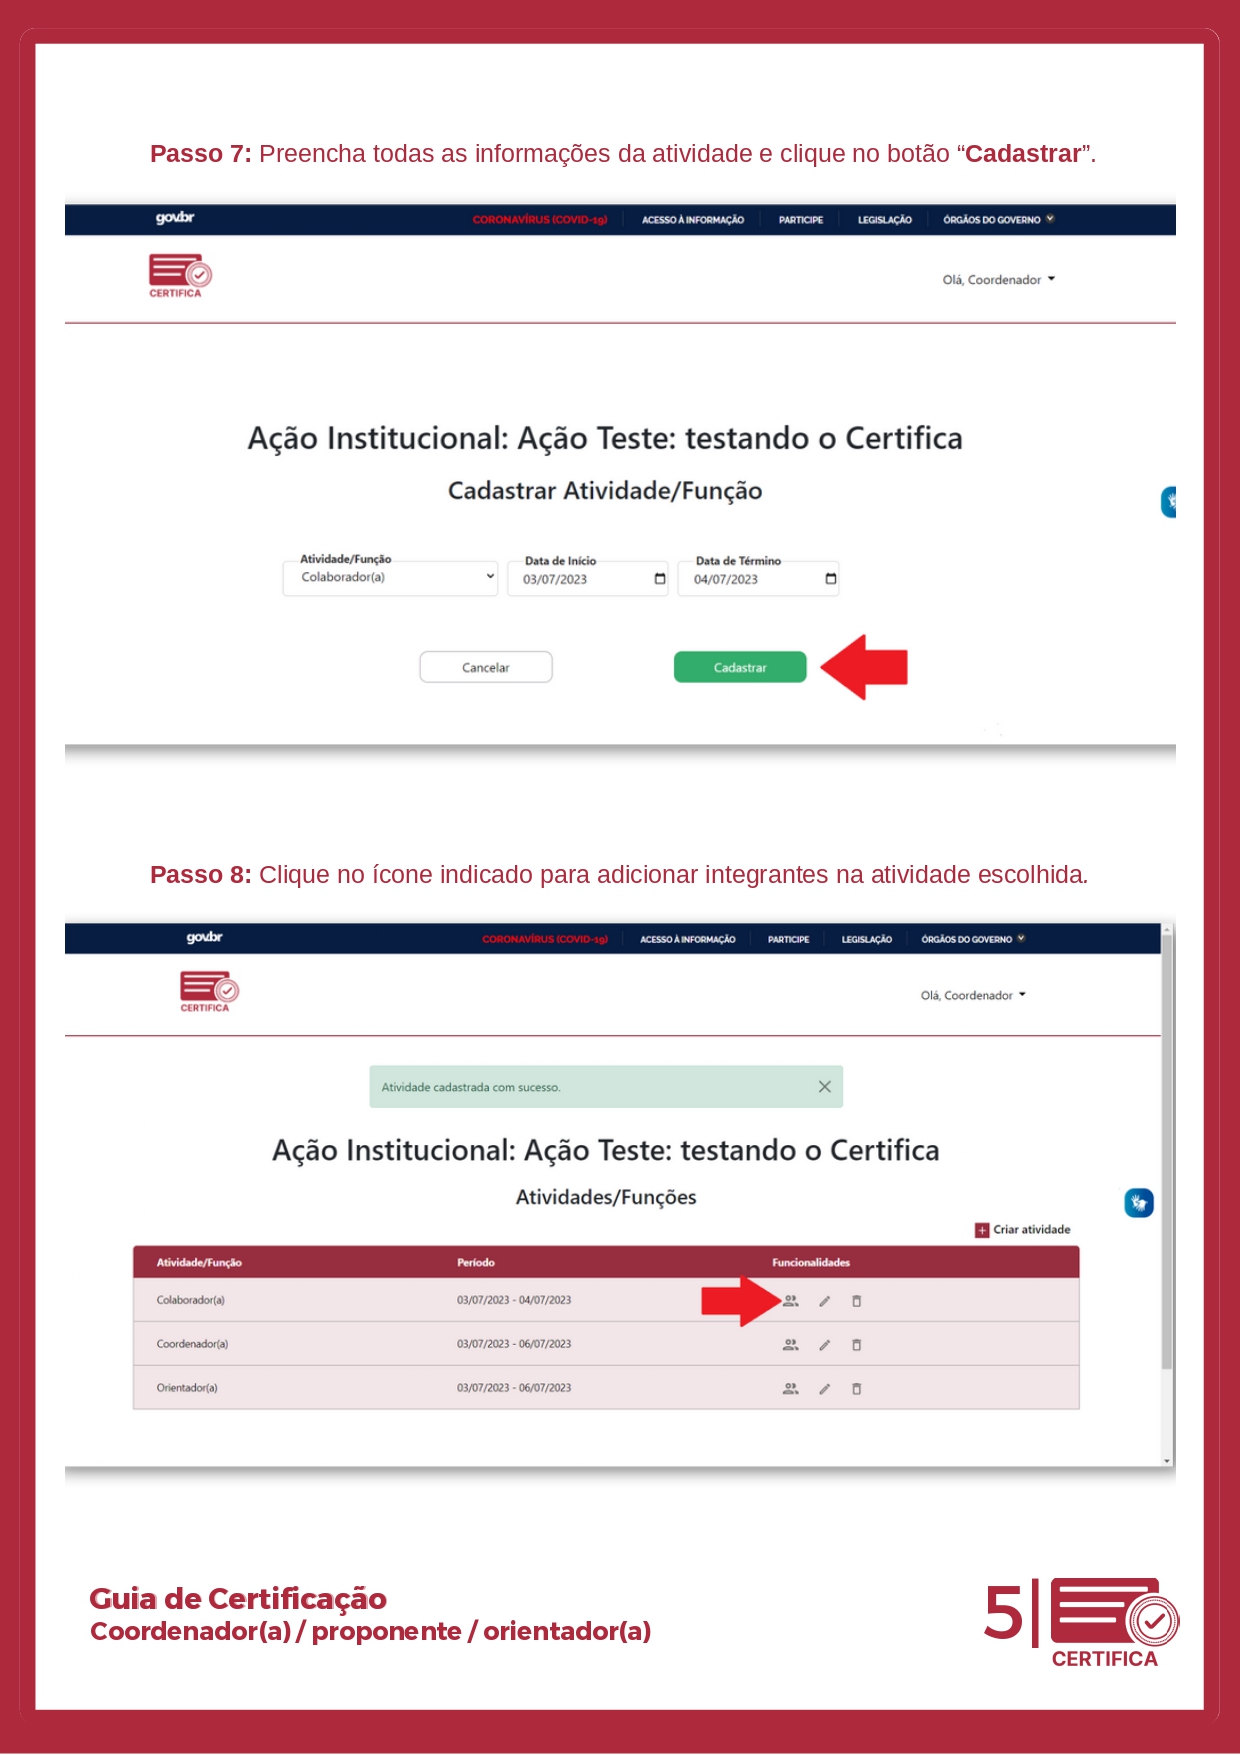 Passo 7: Preencha todas as informações da atividade e clique no botão “Cadastrar”.
gov.br CORONAVÍRUS (COVID-19) ACESSO À INFORMAÇÃO PARTICIPE LEGISLAÇÃO ÓRGÃOS DO GOVERNO
CERTIFICA
Olá, Coordenador
Ação Institucional: Ação Teste: testando o Certifica
Cadastrar Atividade/Função
Atividade/Função Data de Início Data de Término
Colaborador(a) 03/07/2023 04/07/2023
Cancelar Cadastrar
Passo 8: Clique no ícone indicado para adicionar integrantes na atividade escolhida.
gov.br CORONAVÍRUS (COVID-19) ACESSO À INFORMAÇÃO PARTICIPE LEGISLAÇÃO ÓRGÃOS DO GOVERNO
CERTIFICA
Olá, Coordenador
Atividade cadastrada com sucesso.
Ação Institucional: Ação Teste: testando o Certifica
Atividades/Funções
+ Criar atividade
Atividade/Função Período Funcionalidades
Colaborador(a) 03/07/2023 - 04/07/2023
Coordenador(a) 03/07/2023 - 06/07/2023
Orientador(a) 03/07/2023 - 06/07/2023
Guia de Certificação
Coordenador(a) / proponente / orientador(a)
5
CERTIFICA